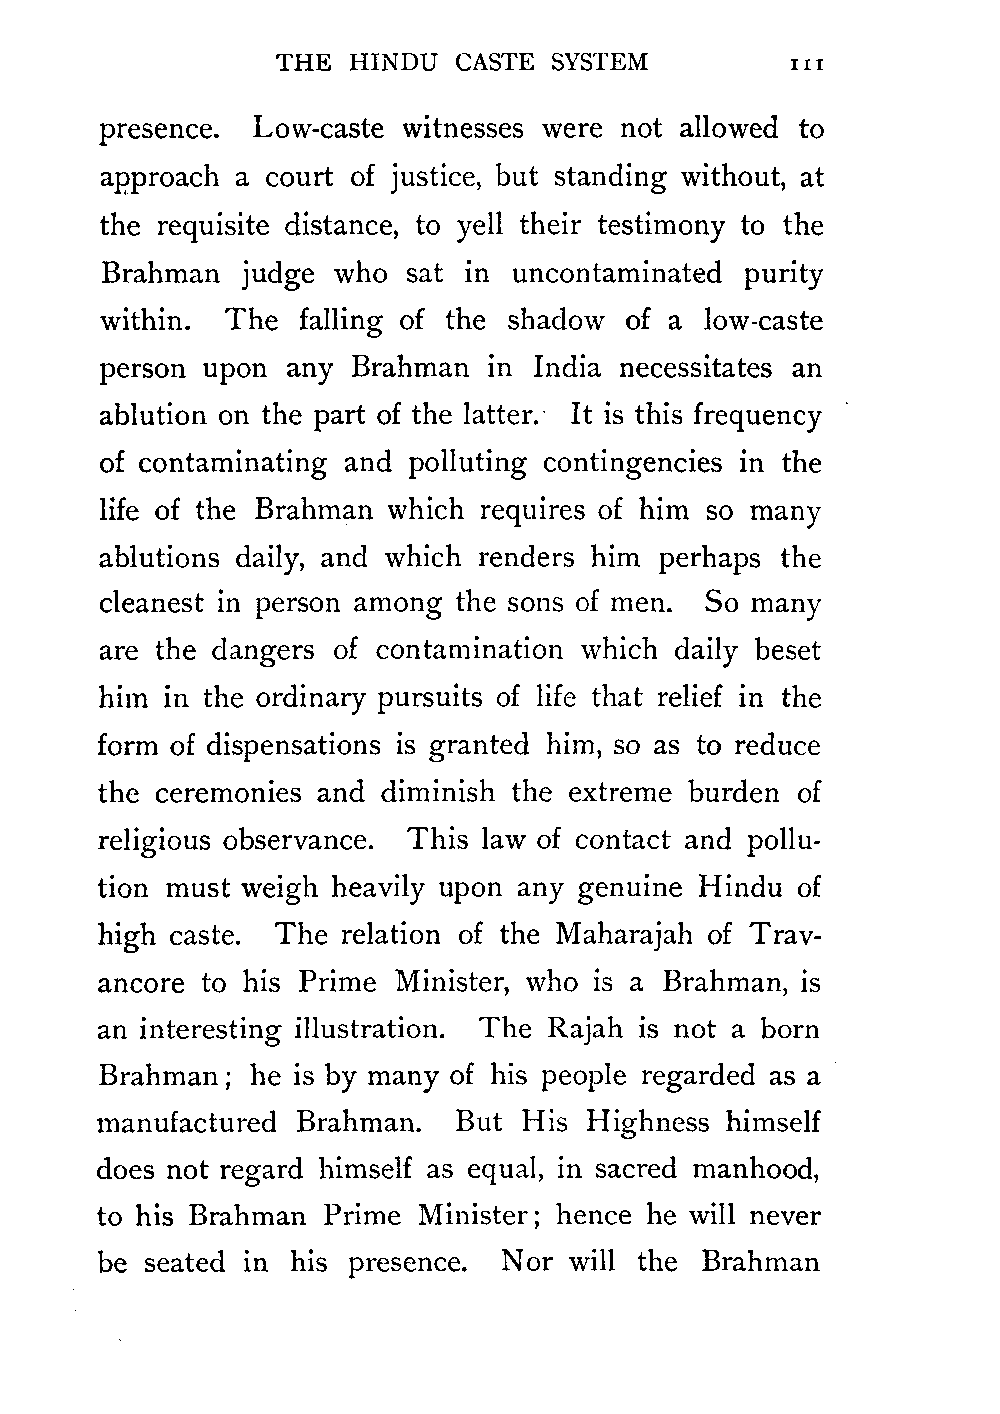 THE HINDU CASTE SYSTEM 111
presence. Low-caste witnesses were not allowed to
approach a court of justice, but standing without, at
the requisite distance, to yell their testimony to the
Brahman judge who sat in uncontaminated purity
within. The falling of the shadow of a low-caste
person upon any Brahman in India necessitates an
ablution on the part of the latter. It is this frequency
of contaminating and polluting contingencies in the
life of the Brahman which requires of him so many
ablutions daily, and which renders him perhaps the
cleanest in person among the sons of men. So many
are the dangers of contamination which daily beset
him in the ordinary pursuits of life that relief in the
form of dispensations is granted him, so as to reduce
the ceremonies and diminish the extreme burden of
religious observance. This law of contact and pollu-
tion must weigh heavily upon any genuine Hindu of
high caste. The relation of the Maharajah of Trav-
ancore to his Prime Minister, who is a Brahman, is
an interesting illustration. The Rajah is not a born
Brahman; he is by many of his people regarded as a
manufactured Brahman. But His Highness himself
does not regard himself as equal, in sacred manhood,
to his Brahman Prime Minister; hence he will never
be seated in his presence. Nor will the Brahman